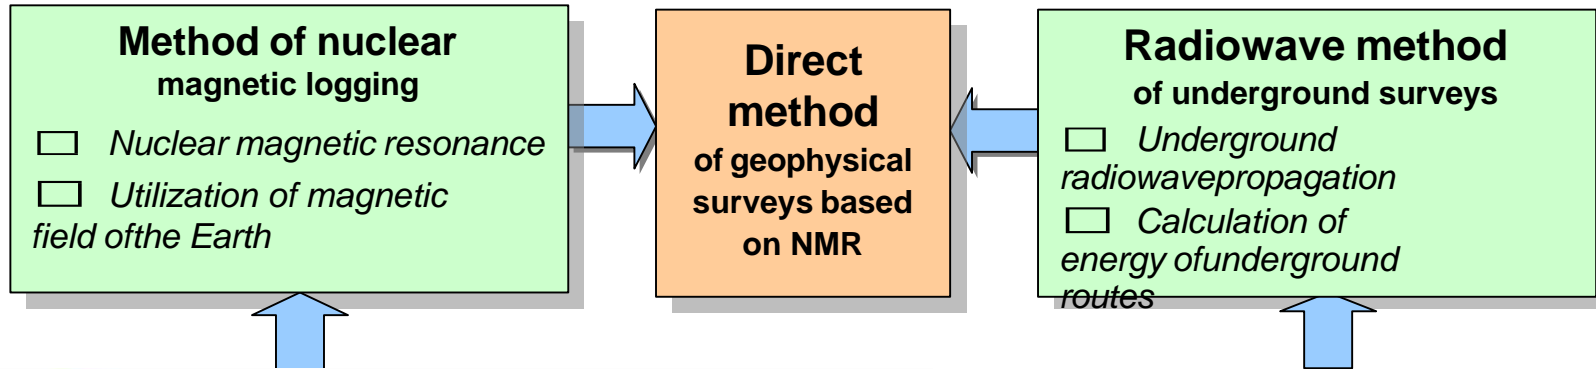 Method of nuclear
magnetic logging
□ Nuclear magnetic resonance
□ Utilization of magnetic
field ofthe Earth
Direct
method
of geophysical
surveys based
on NMR
Radiowave method
of underground surveys
□ Underground
radiowavepropagation
□ Calculation of
energy ofunderground
routes